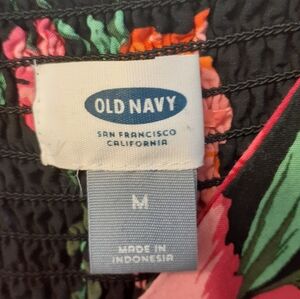 OLD NAVY
SAN FRANCISCO
CALIFORNIA
M
MADE IN
INDONESIA